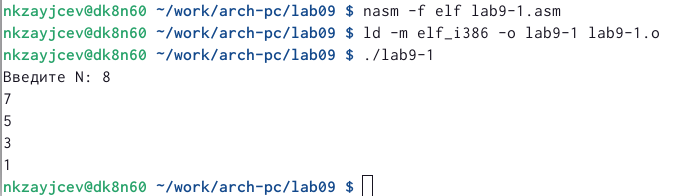 nkzayjcev@dk8n60 ~/work/arch-pc/lab09 $ nasm -f elf lab9-1.asm
nkzayjcev@dk8n60 ~/work/arch-pc/lab09 $ ld -m elf_i386 -o lab9-1 lab9-1.o
nkzayjcev@dk8n60 ~/work/arch-pc/lab09 $ ./lab9-1
Введите N: 8
7
5
3
1
nkzayjcev@dk8n60 ~/work/arch-pc/lab09 $